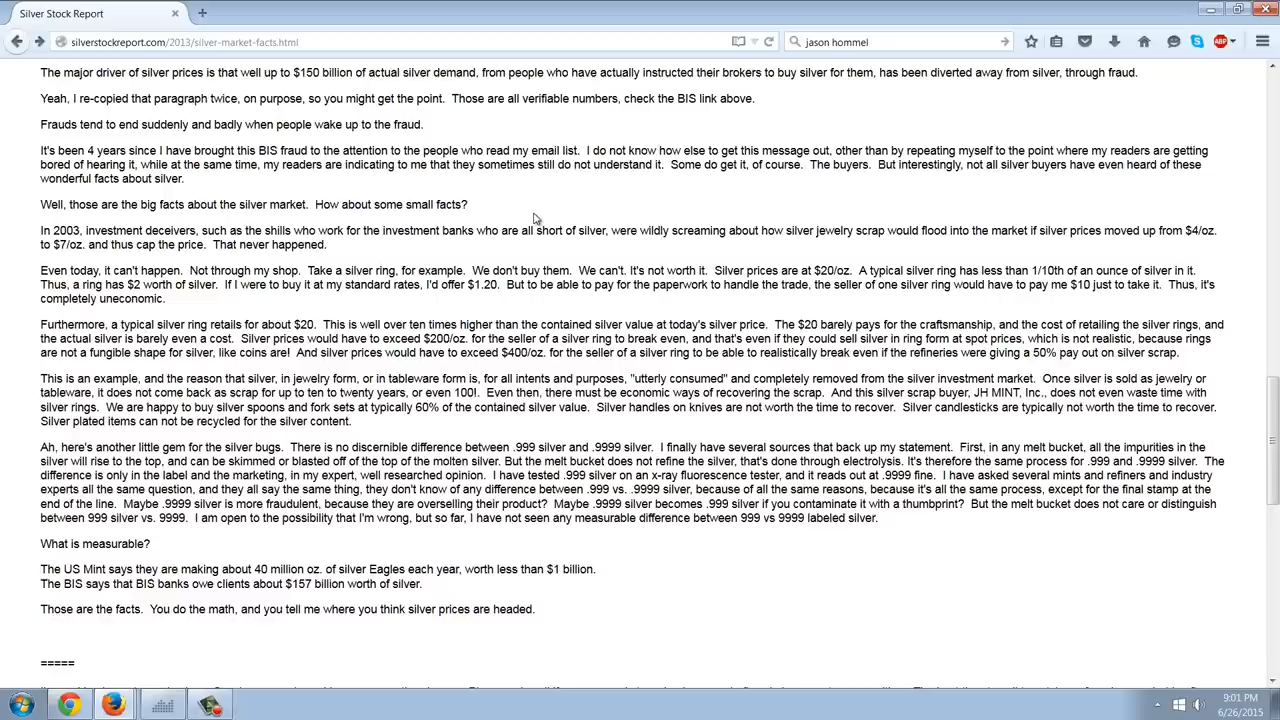 Silver Stock Report
silverstockreport.com/2013/silver-market-facts.html
jason hommel
ABP
The major driver of silver prices is that well up to $150 billion of actual silver demand, from people who have actually instructed their brokers to buy silver for them, has been diverted away from silver, through fraud.
Yeah, I re-copied that paragraph twice, on purpose, so you might get the point.  Those are all verifiable numbers, check the BIS link above.
Frauds tend to end suddenly and badly when people wake up to the fraud.
It's been 4 years since I have brought this BIS fraud to the attention to the people who read my email list.  I do not know how else to get this message out, other than by repeating myself to the point where my readers are getting
bored of hearing it, while at the same time, my readers are indicating to me that they sometimes still do not understand it.  Some do get it, of course.  The buyers.  But interestingly, not all silver buyers have even heard of these
wonderful facts about silver.
Well, those are the big facts about the silver market.  How about some small facts?
In 2003, investment deceivers, such as the shills who work for the investment banks who are all short of silver, were wildly screaming about how silver jewelry scrap would flood into the market if silver prices moved up from $4/oz.
to $7/oz. and thus cap the price.  That never happened.
Even today, it can't happen.  Not through my shop.  Take a silver ring, for example.  We don't buy them.  We can't.  It's not worth it.  Silver prices are at $20/oz.  A typical silver ring has less than 1/10th of an ounce of silver in it.
Thus, a ring has $2 worth of silver.  If I were to buy it at my standard rates, I'd offer $1.20.  But to be able to pay for the paperwork to handle the trade, the seller of one silver ring would have to pay me $10 just to take it.  Thus, it's
completely uneconomic.
Furthermore, a typical silver ring retails for about $20.  This is well over ten times higher than the contained silver value at today's silver price.  The $20 barely pays for the craftsmanship, and the cost of retailing the silver rings, and
the actual silver is barely even a cost.  Silver prices would have to exceed $200/oz. for the seller of a silver ring to break even, and that's even if they could sell silver in ring form at spot prices, which is not realistic, because rings
are not a fungible shape for silver, like coins are!  And silver prices would have to exceed $400/oz. for the seller of a silver ring to be able to realistically break even if the refineries were giving a 50% pay out on silver scrap.
This is an example, and the reason that silver, in jewelry form, or in tableware form is, for all intents and purposes, "utterly consumed" and completely removed from the silver investment market.  Once silver is sold as jewelry or
tableware, it does not come back as scrap for up to ten to twenty years, or even 100!.  Even then, there must be economic ways of recovering the scrap.  And this silver scrap buyer, JH MINT, Inc., does not even waste time with
silver rings.  We are happy to buy silver spoons and fork sets at typically 60% of the contained silver value.  Silver handles on knives are not worth the time to recover.  Silver candlesticks are typically not worth the time to recover.
Silver plated items can not be recycled for the silver content.
Ah, here's another little gem for the silver bugs.  There is no discernible difference between .999 silver and .9999 silver.  I finally have several sources that back up my statement.  First, in any melt bucket, all the impurities in the
silver will rise to the top, and can be skimmed or blasted off of the top of the molten silver.  But the melt bucket does not refine the silver, that's done through electrolysis.  It's therefore the same process for .999 and .9999 silver.  The
difference is only in the label and the marketing, in my expert, well researched opinion.  I have tested .999 silver on an x-ray fluorescence tester, and it reads out at .9999 fine.  I have asked several mints and refiners and industry
experts all the same question, and they all say the same thing, they don't know of any difference between .999 vs. .9999 silver, because of all the same reasons, because it's all the same process, except for the final stamp at the
end of the line.  Maybe .9999 silver is more fraudulent, because they are overselling their product?  Maybe .9999 silver becomes .999 silver if you contaminate it with a thumbprint?  But the melt bucket does not care or distinguish
between 999 silver vs. 9999.  I am open to the possibility that I'm wrong, but so far, I have not seen any measurable difference between 999 vs 9999 labeled silver.
What is measurable?
The US Mint says they are making about 40 million oz. of silver Eagles each year, worth less than $1 billion.
The BIS says that BIS banks owe clients about $157 billion worth of silver.
Those are the facts.  You do the math, and you tell me where you think silver prices are headed.
=====
9:01 PM
6/26/2015